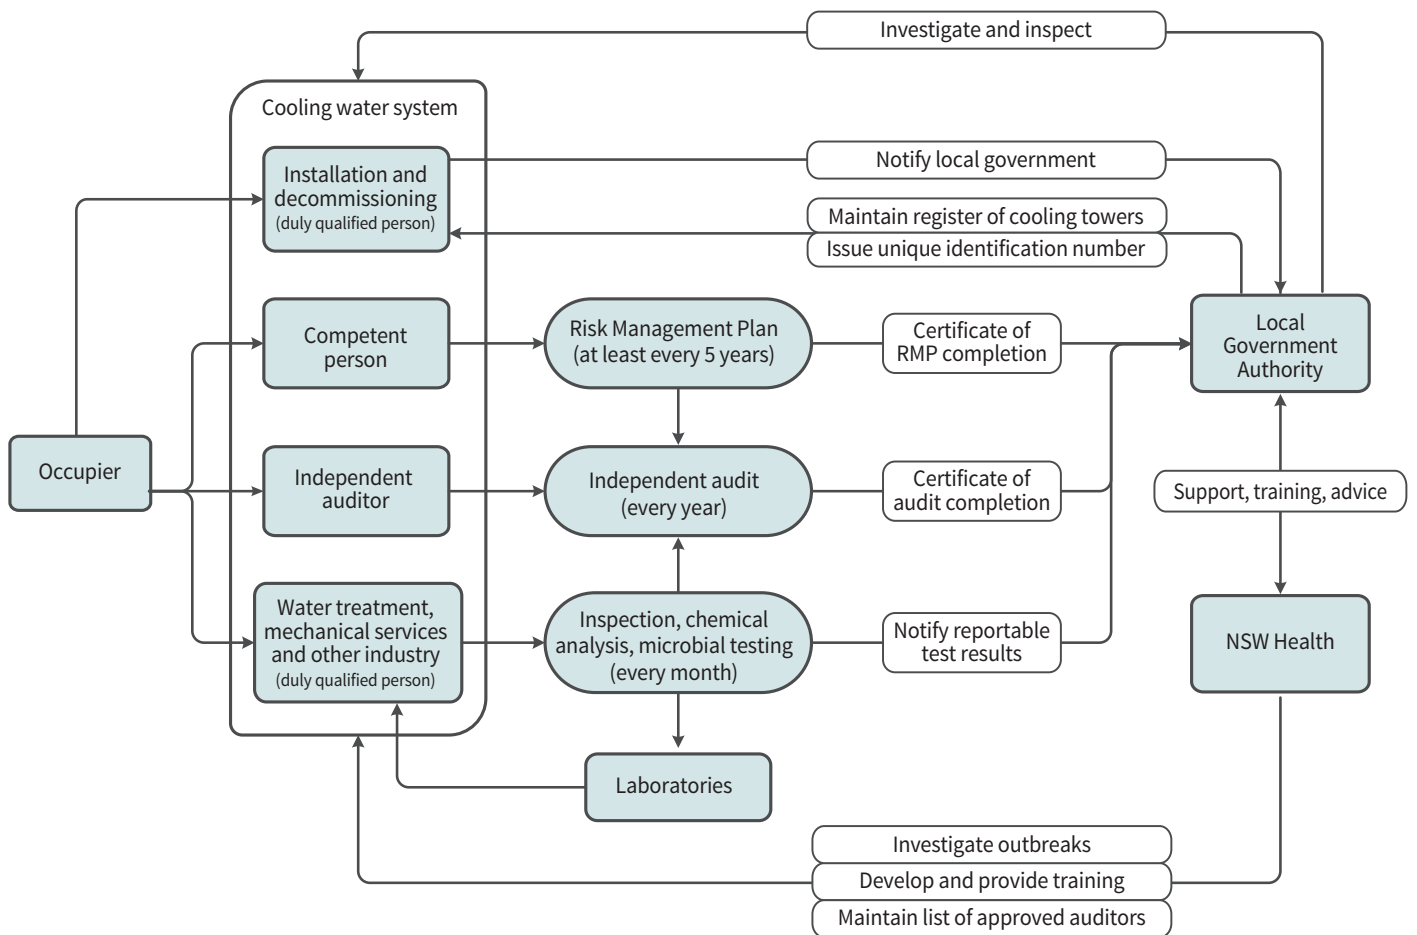 Investigate and inspect
Cooling water system
Installation and
decommissioning
(duly qualified person)
Notify local government
Maintain register of cooling towers
Issue unique identification number
Competent
person
Risk Management Plan
(at least every 5 years)
Certificate of
RMP completion
Local
Government
Authority
Occupier
Independent
auditor
Independent audit
(every year)
Certificate of
audit completion
Support, training, advice
Water treatment,
mechanical services
and other industry
(duly qualified person)
Inspection, chemical
analysis, microbial testing
(every month)
Notify reportable
test results
NSW Health
Laboratories
Investigate outbreaks
Develop and provide training
Maintain list of approved auditors